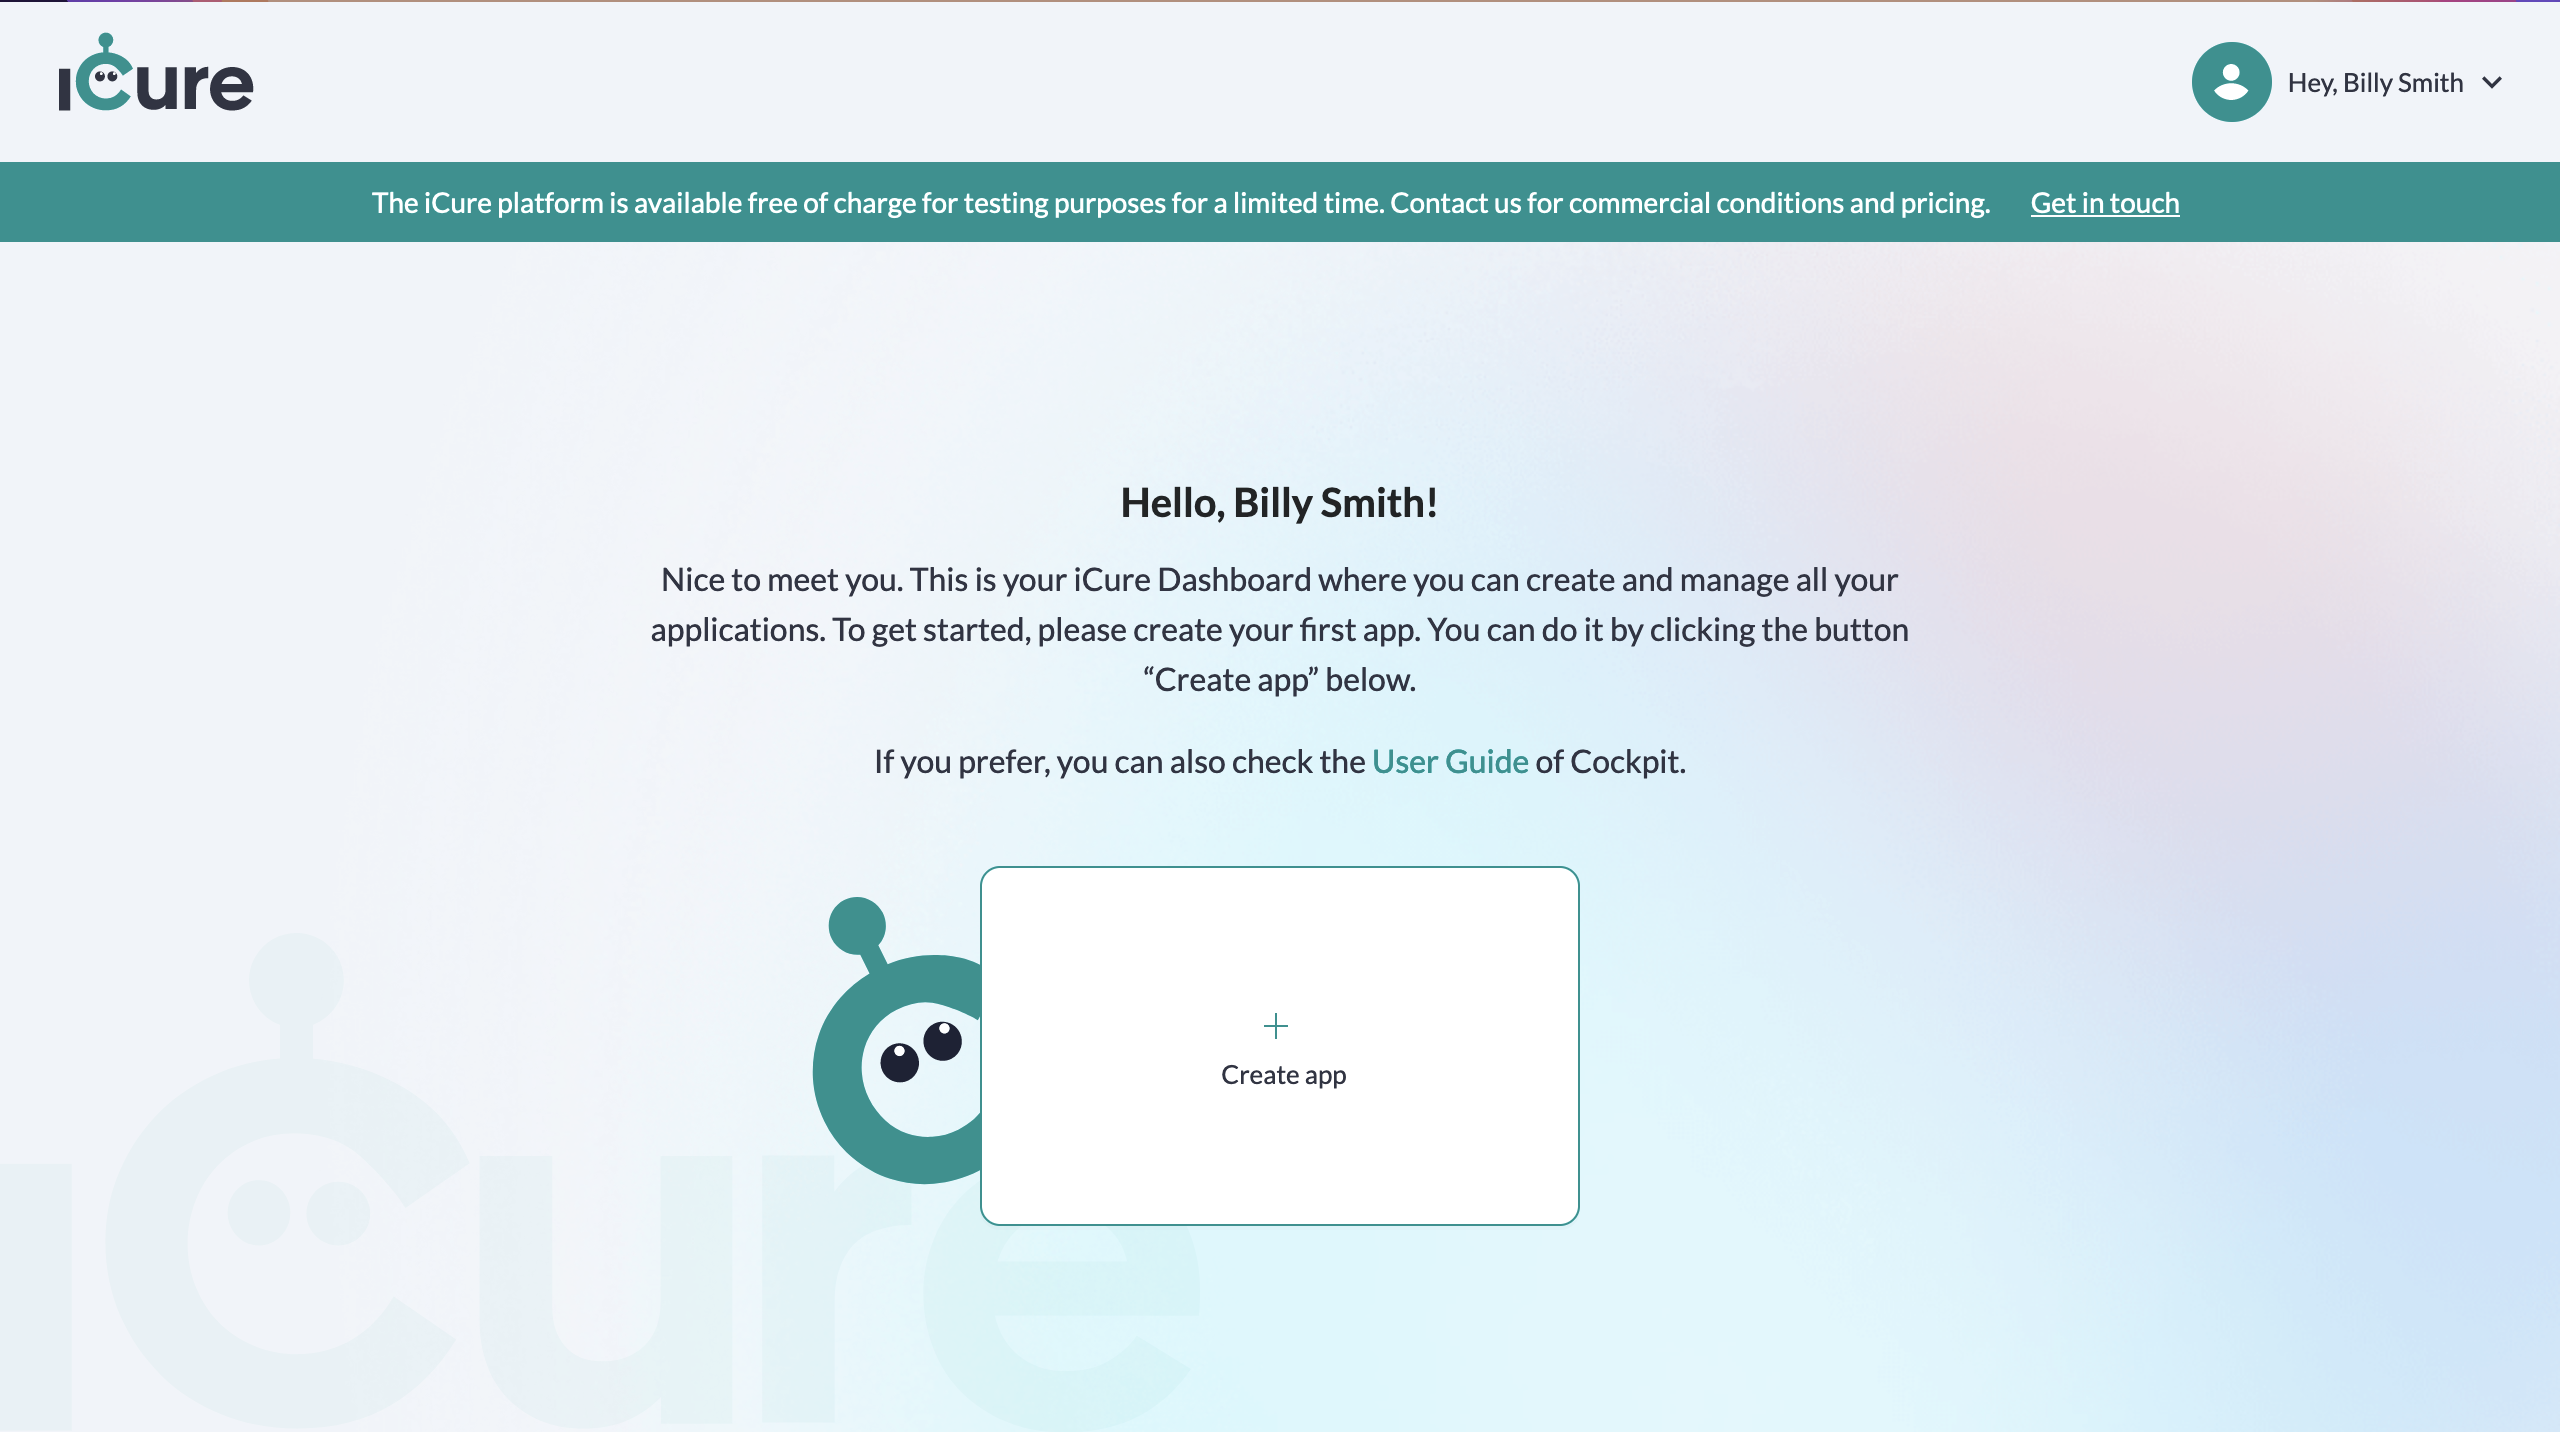 iCure
Hey, Billy Smith
The iCure platform is available free of charge for testing purposes for a limited time. Contact us for commercial conditions and pricing. Get in touch
Hello, Billy Smith!
Nice to meet you. This is your iCure Dashboard where you can create and manage all your
applications. To get started, please create your first app. You can do it by clicking the button
“Create app” below.
If you prefer, you can also check the User Guide of Cockpit.
Create app
iCure